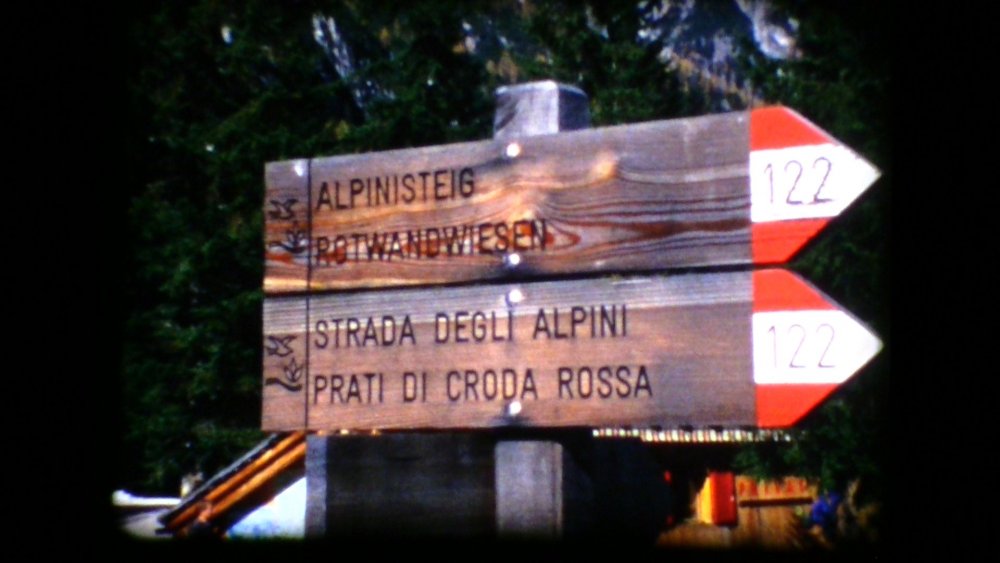 ALPINISTEIG
ROTWANDWIESEN
122
STRADA DEGLI ALPINI
PRATI DI CRODA ROSSA
122